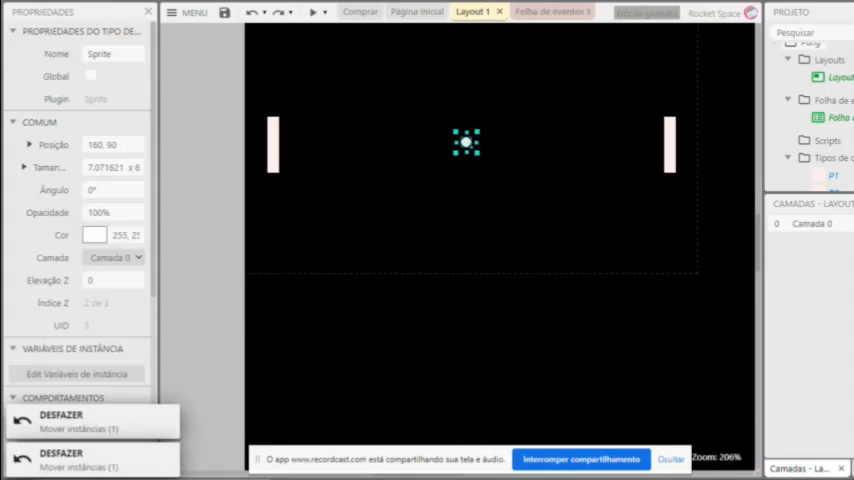 PROPRIEDADES
PROPRIEDADES DO TIPO DE...
Nome Sprite
Global
Plugin Sprite
COMUM
Posição 160, 90
Taman... 7.071621 x 6
Ângulo 0°
Opacidade 100%
Cor 255, 25
Camada Camada 0
Elevação Z 0
Índice Z 2 de 3
UID 5
VARIÁVEIS DE INSTÂNCIA
Edit Variáveis de instância
COMPORTAMENTOS
DESFAZER
Mover instâncias (1)
DESFAZER
Mover instâncias (1)
MENU
Comprar
Página inicial
Layout 1
Folha de eventos 1
Edição gratuita
Rocket Space
O app www.recordcast.com está compartilhando sua tela e áudio.
Interromper compartilhamento
Ocultar
Zoom: 206%
PROJETO
Pesquisar
Pong
Layouts
Layout
Folha de e
Folha
Scripts
Tipos de o
P1
CAMADAS - LAYOUT
0 Camada 0
Camadas - La...